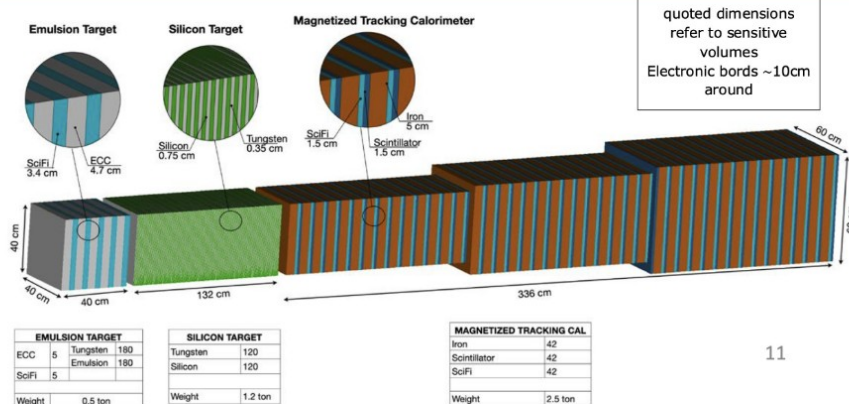 quoted dimensions
refer to sensitive
volumes
Electronic bords ~10cm
around
Emulsion Target
Silicon Target
Magnetized Tracking Calorimeter
SciFi
3.4 cm
ECC
4.7 cm
Silicon
0.75 cm
Tungsten
0.35 cm
SciFi
1.5 cm
Scintillator
1.5 cm
Iron
5 cm
60 cm
40 cm
40 cm
40 cm
132 cm
336 cm
EMULSION TARGET
ECC 5 Tungsten 180
Emulsion 180
SciFi 5
Weight 0.5 ton
SILICON TARGET
Tungsten 120
Silicon 120
Weight 1.2 ton
MAGNETIZED TRACKING CAL
Iron 42
Scintillator 42
SciFi 42
Weight 2.5 ton
11